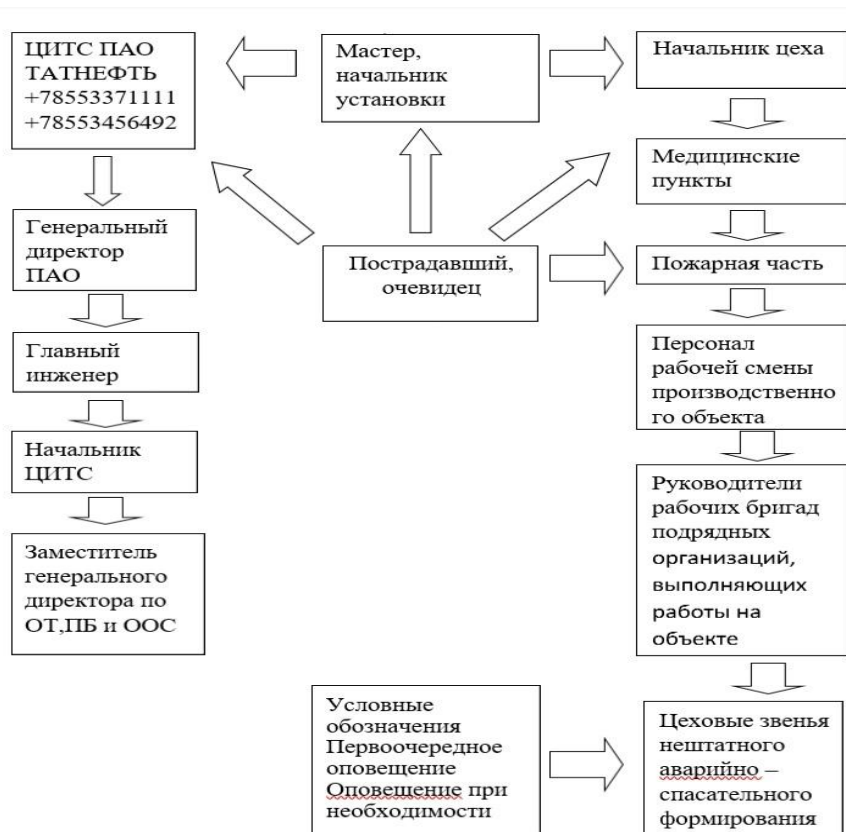 ЦИТС ПАО
ТАТНЕФТЬ
+78553371111
+78553456492
Мастер,
начальник
установки
Начальник цеха
Медицинские
пункты
Генеральный
директор
ПАО
Пострадавший,
очевидец
Пожарная часть
Главный
инженер
Персонал
рабочей смены
производственно
го объекта
Начальник
ЦИТС
Руководители
рабочих бригад
подрядных
организаций,
выполняющих
работы на
объекте
Заместитель
генерального
директора по
ОТ,ПБ и ООС
Условные
обозначения
Первоочередное
оповещение
Оповещение при
необходимости
Цеховые звенья
нештатного
аварийно –
спасательного
формирования